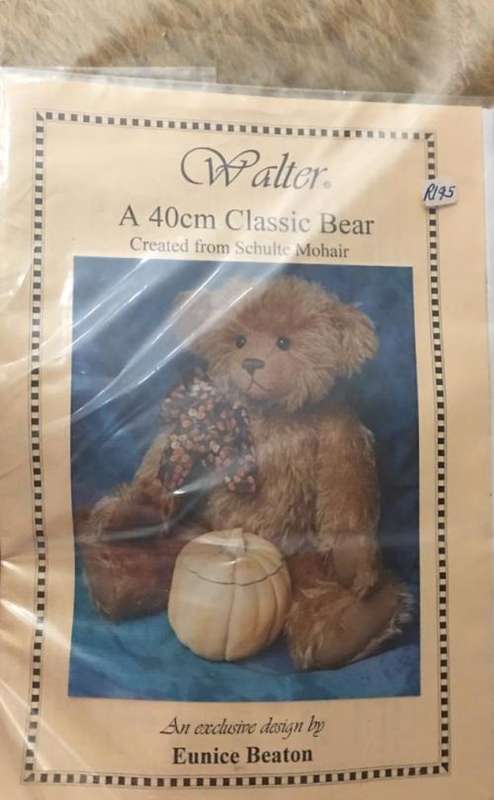 Walter®
R195
A 40cm Classic Bear
Created from Schulte Mohair
An exclusive design by
Eunice Beaton